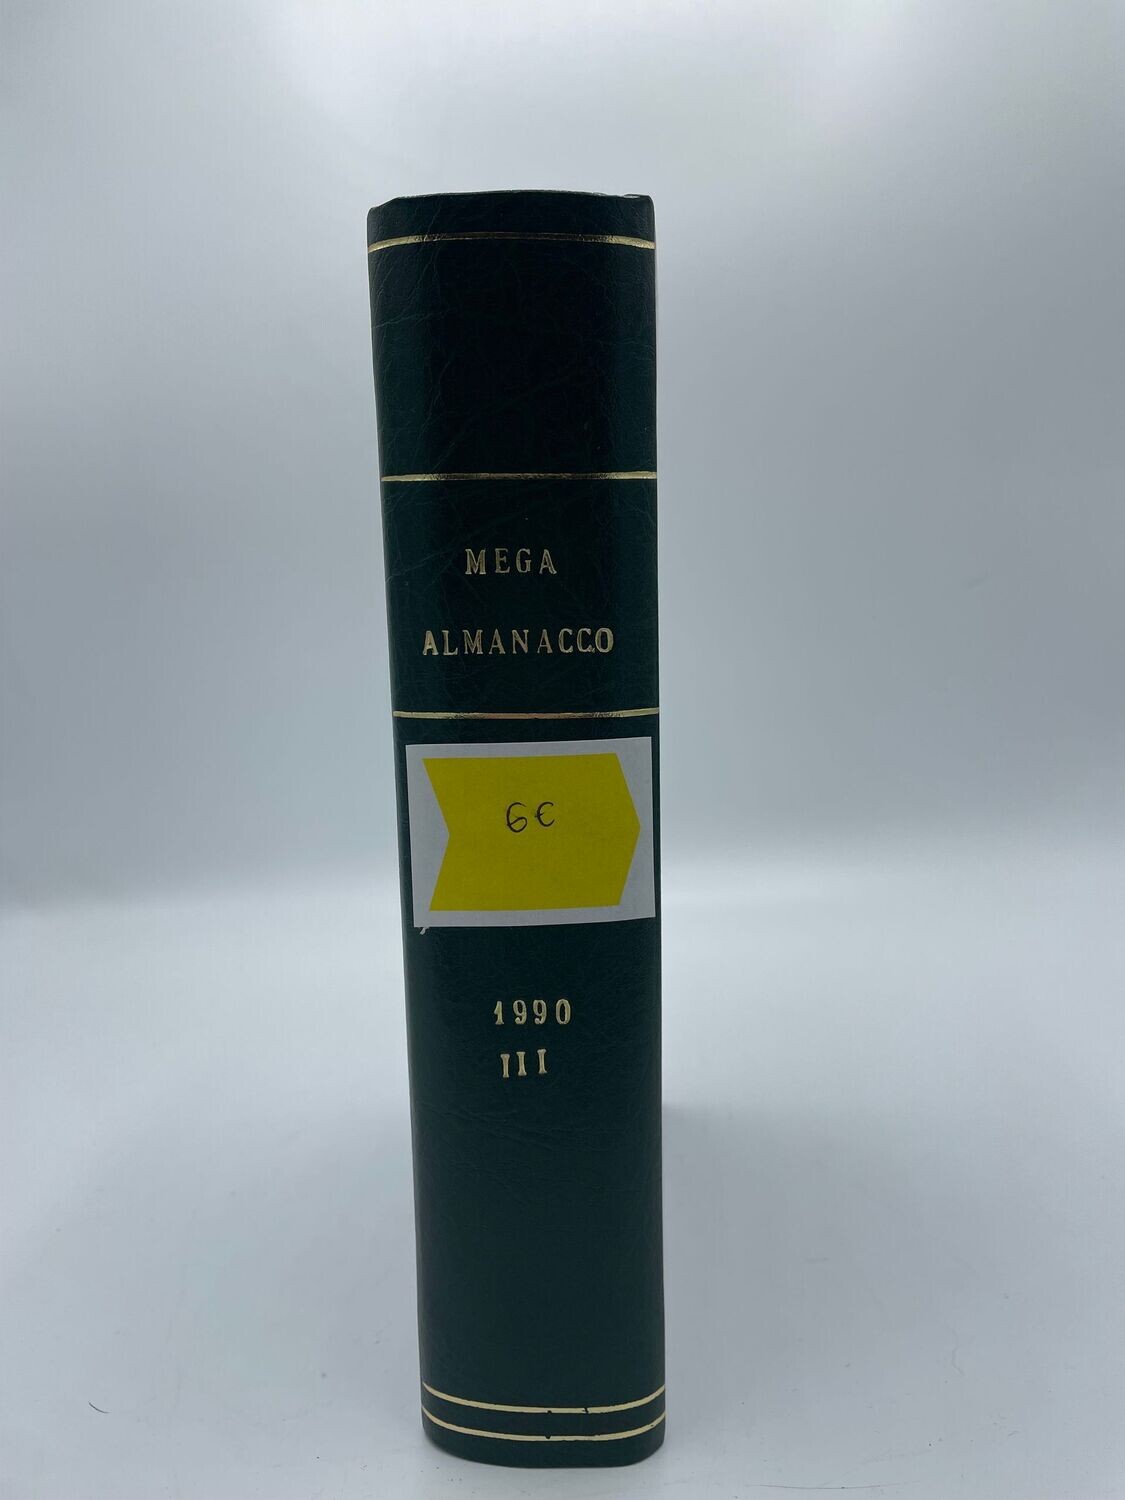 MEGA
ALMANACCO
6€
1990
III